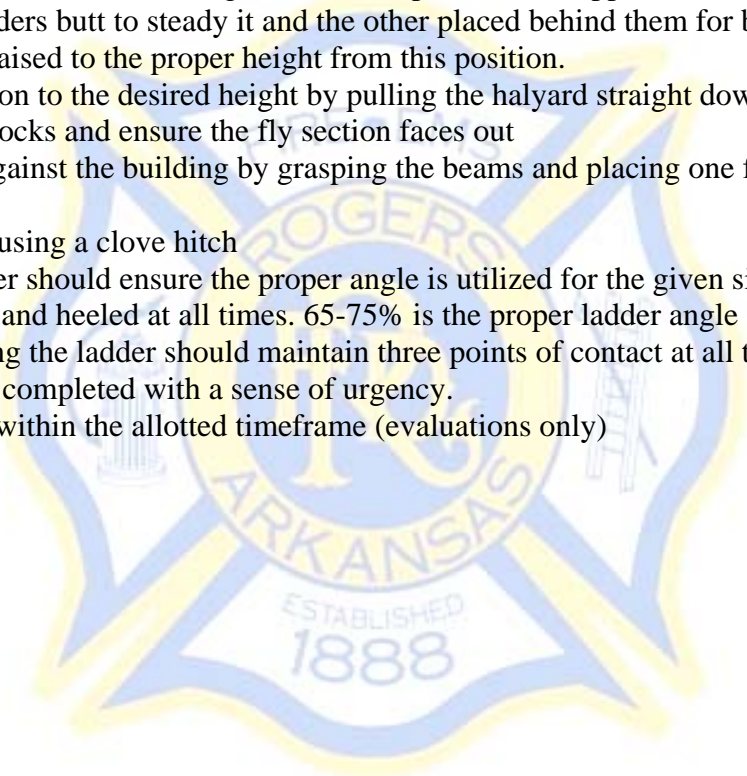 ders butt to steady it and the other placed behind them for b
aised to the proper height from this position.
on to the desired height by pulling the halyard straight dow
ocks and ensure the fly section faces out
gainst the building by grasping the beams and placing one f
using a clove hitch
er should ensure the proper angle is utilized for the given si
and heeled at all times. 65-75% is the proper ladder angle
ng the ladder should maintain three points of contact at all t
completed with a sense of urgency.
within the allotted timeframe (evaluations only)
FIRE EMS
ROGERS
FRD
ARKANSAS
ESTABLISHED
1888